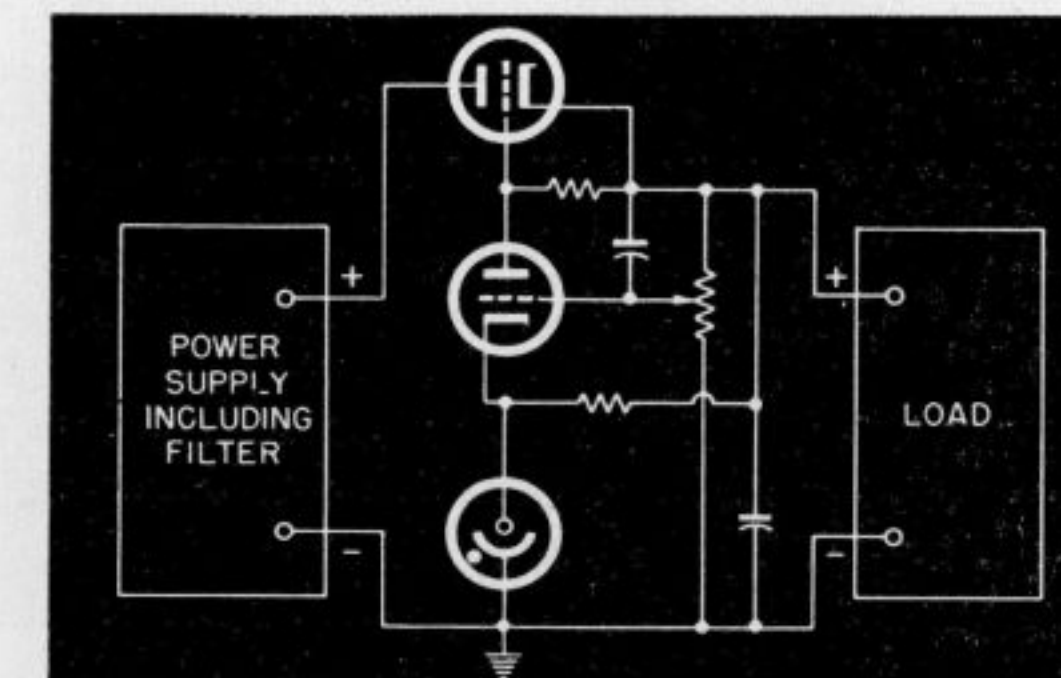 +
POWER
SUPPLY
INCLUDING
FILTER
-
+
LOAD
-